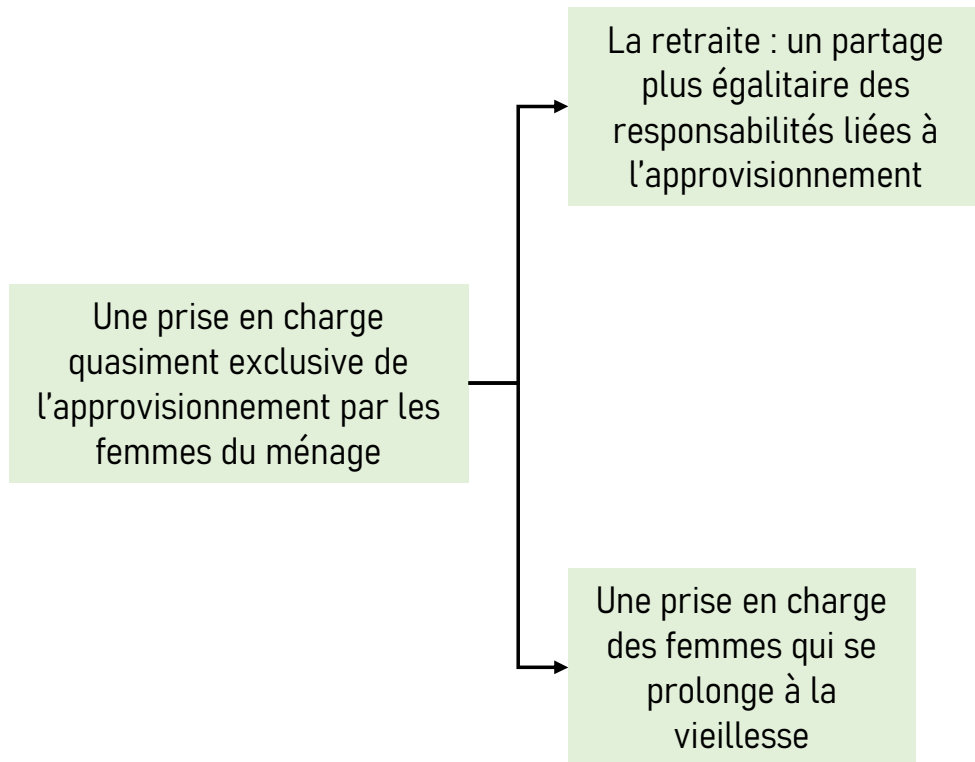 La retraite : un partage
plus égalitaire des
responsabilités liées à
l'approvisionnement
Une prise en charge
quasiment exclusive de
l'approvisionnement par les
femmes du ménage
Une prise en charge
des femmes qui se
prolonge à la
vieillesse